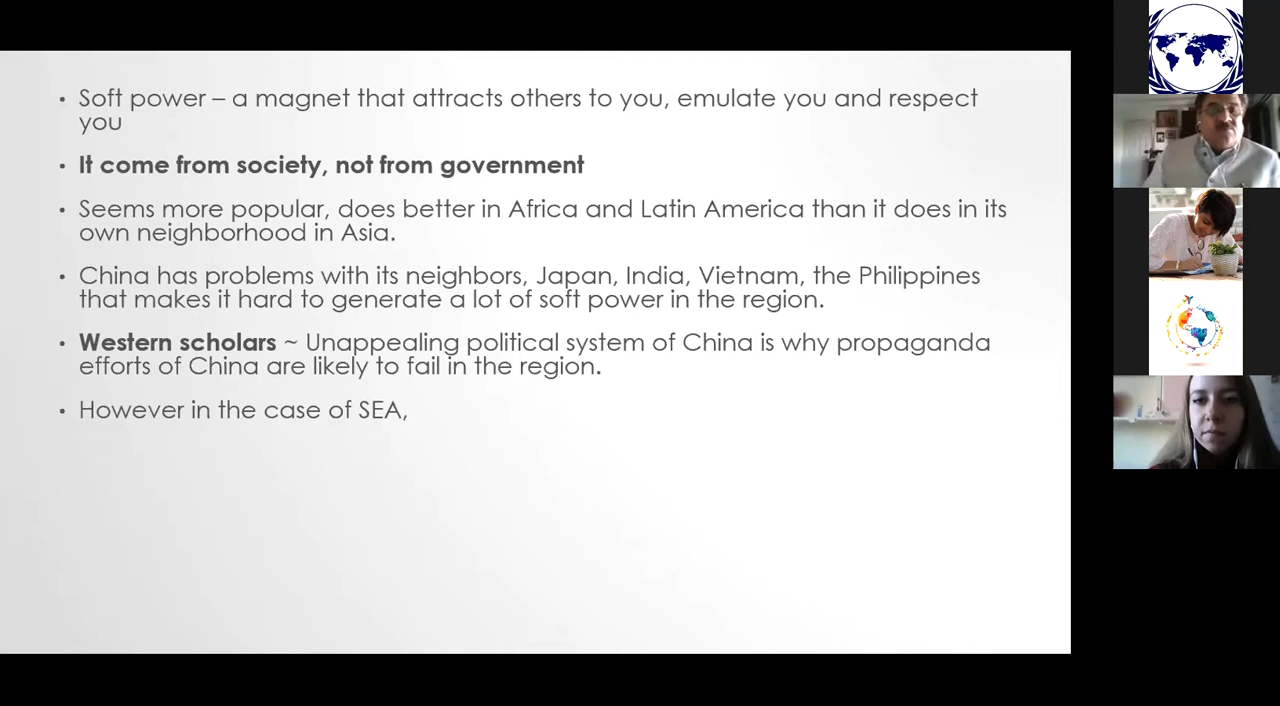 • Soft power – a magnet that attracts others to you, emulate you and respect
you
• It come from society, not from government
• Seems more popular, does better in Africa and Latin America than it does in its
own neighborhood in Asia.
• China has problems with its neighbors, Japan, India, Vietnam, the Philippines
that makes it hard to generate a lot of soft power in the region.
• Western scholars ~ Unappealing political system of China is why propaganda
efforts of China are likely to fail in the region.
• However in the case of SEA,